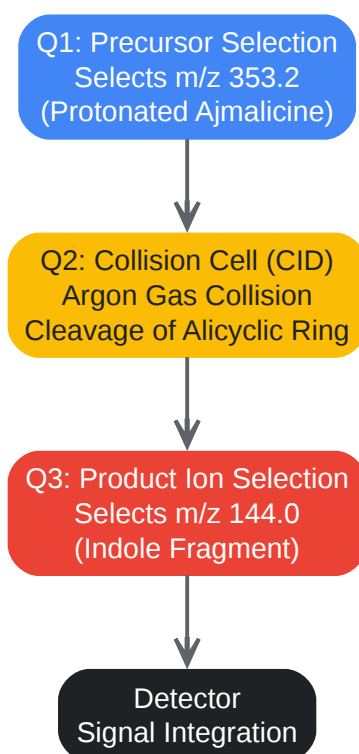 Q1: Precursor Selection
Selects m/z 353.2
(Protonated Ajmalicine)
Q2: Collision Cell (CID)
Argon Gas Collision
Cleavage of Alicyclic Ring
Q3: Product Ion Selection
Selects m/z 144.0
(Indole Fragment)
Detector
Signal Integration